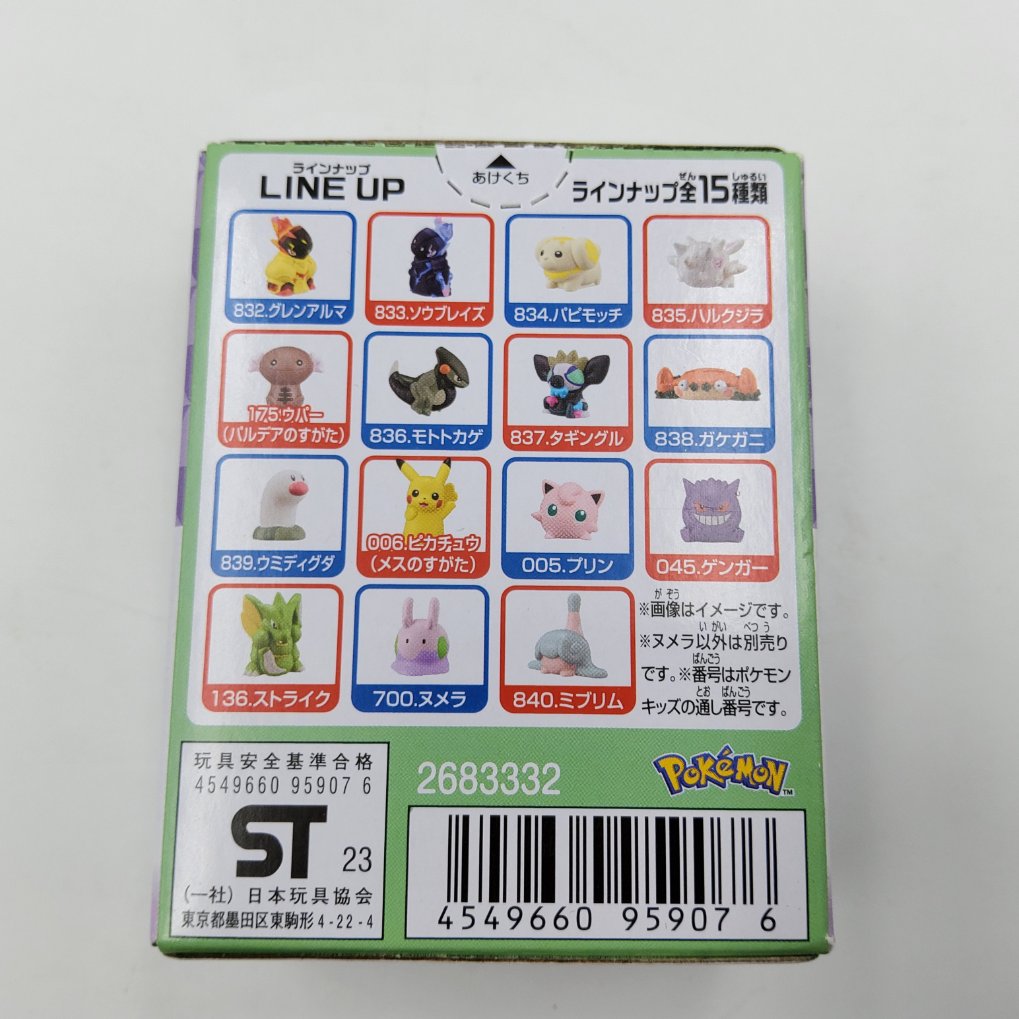 ラインナップ
LINE UP
あけくち
ぜん しゅるい
ラインナップ全15種類
832.グレンアルマ
833.ソウブレイズ
834.パピモッチ
835.ハルクジラ
175.ウパー
(パルデアのすがた)
836.モトトカゲ
837.タギングル
838.ガケガニ
839.ウミディグダ
006.ピカチュウ
(メスのすがた)
005.プリン
045.ゲンガー
136.ストライク
700.ヌメラ
840.ミブリム
がぞう
※画像はイメージです。
いがい べつう
※ヌメラ以外は別売り
ばんごう
です。※番号はポケモン
とお ばんごう
キッズの通し番号です。
玩具安全基準合格
4549660 95907 6
ST 23
(一社) 日本玩具協会
東京都墨田区東駒形4-22-4
2683332
POKéMON
TM
4549660 95907 6